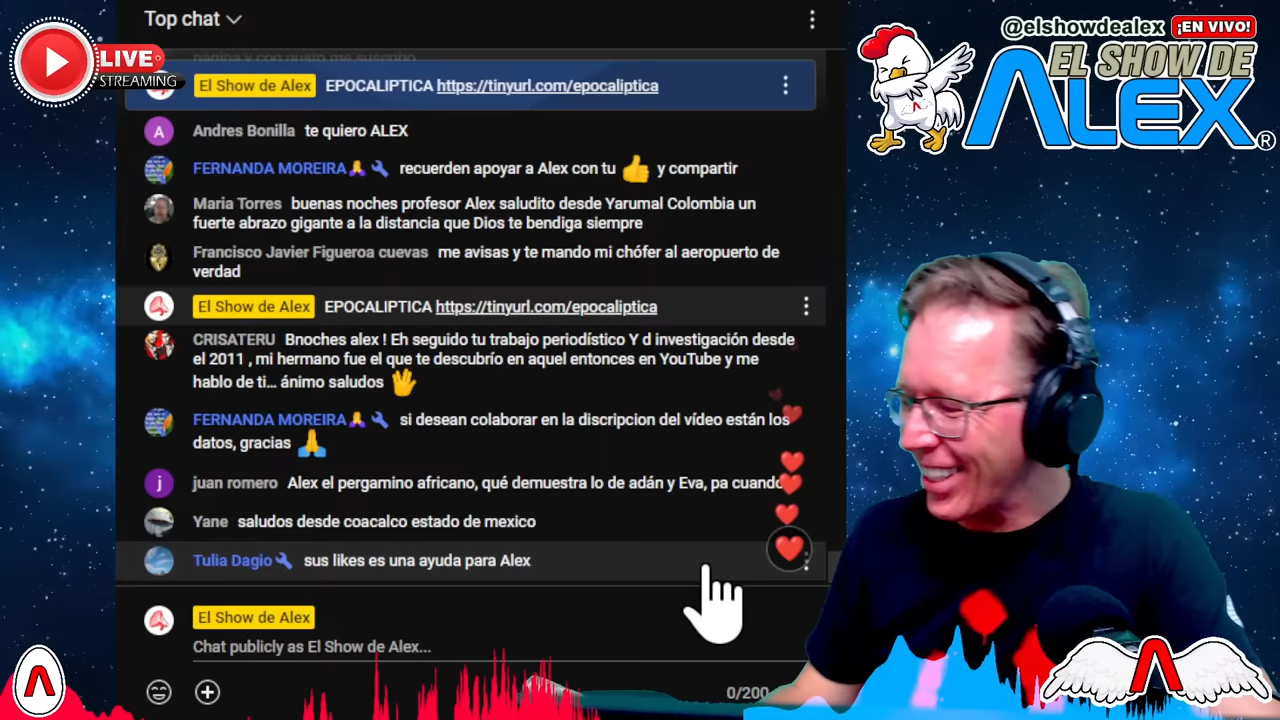 Top chat
LIVE
STREAMING
@elshowdealex ¡EN VIVO!
EL SHOW DE
ALEX®
página y con gusto me suscribo
El Show de Alex EPOCALIPTICA https://tinyurl.com/epocaliptica
A Andres Bonilla te quiero ALEX
FERNANDA MOREIRA🙏 🔧 recuerden apoyar a Alex con tu 👍 y compartir
Maria Torres buenas noches profesor Alex saludito desde Yarumal Colombia un
fuerte abrazo gigante a la distancia que Dios te bendiga siempre
Francisco Javier Figueroa cuevas me avisas y te mando mi chófer al aeropuerto de
verdad
El Show de Alex EPOCALIPTICA https://tinyurl.com/epocaliptica
CRISATERU Bnoches alex ! Eh seguido tu trabajo periodístico Y d investigación desde
el 2011 , mi hermano fue el que te descubrío en aquel entonces en YouTube y me
hablo de ti... ánimo saludos 🖖
FERNANDA MOREIRA🙏 🔧 si desean colaborar en la discripcion del vídeo están los
datos, gracias 🙏
j juan romero Alex el pergamino africano, qué demuestra lo de adán y Eva, pa cuando
Yane saludos desde coacalco estado de mexico
Tulia Dagio🔧 sus likes es una ayuda para Alex
El Show de Alex
Chat publicly as El Show de Alex...
0/200